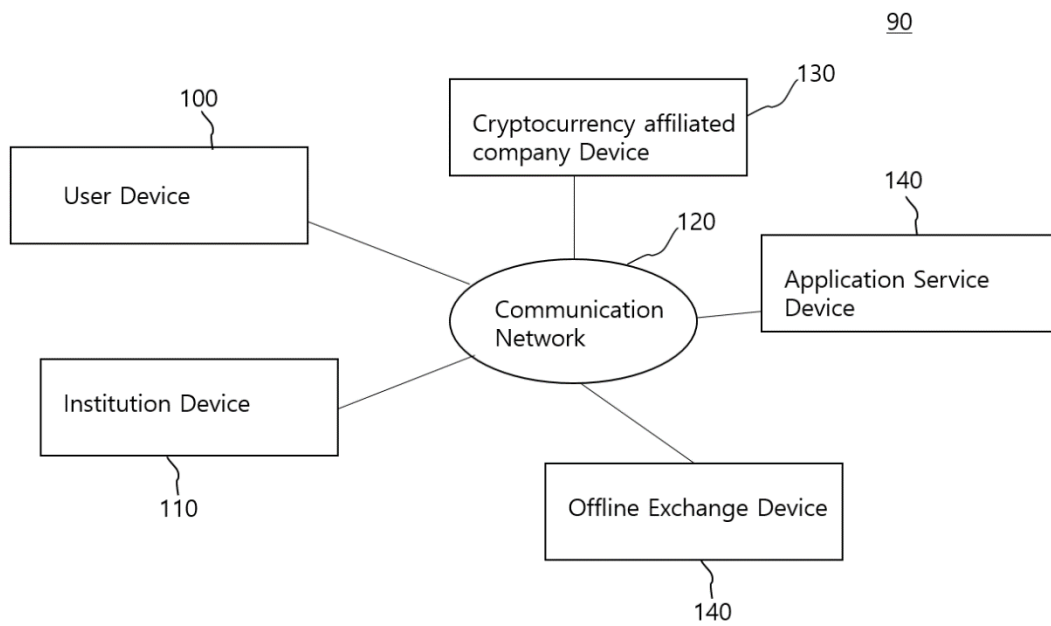 90
130
100
Cryptocurrency affiliated
company Device
User Device
140
120
Application Service
Device
Communication
Network
Institution Device
110
Offline Exchange Device
140